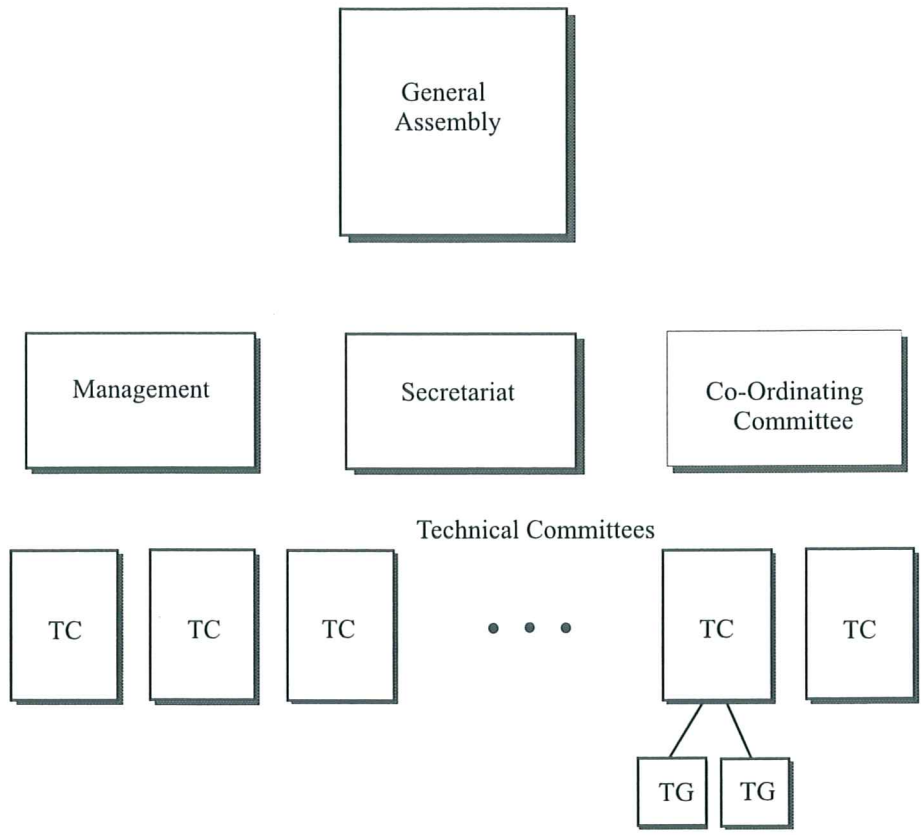 General
Assembly
Management
Secretariat
Co-Ordinating
Committee
Technical Committees
TC
TC
TC
TC
TC
TG
TG